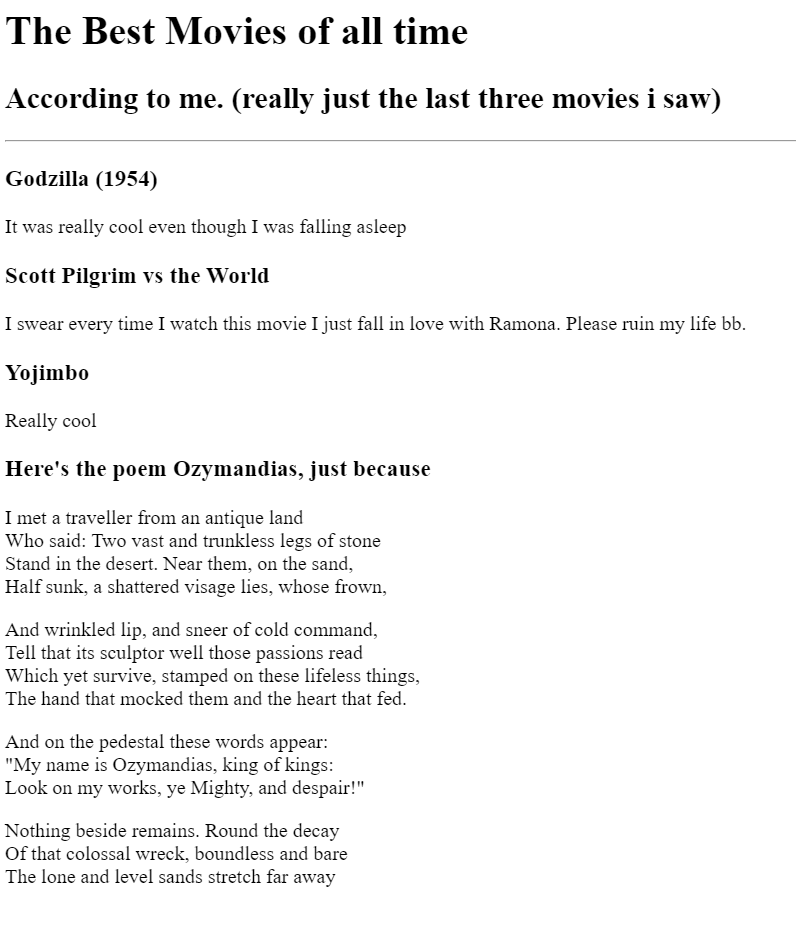 The Best Movies of all time
According to me. (really just the last three movies i saw)
Godzilla (1954)
It was really cool even though I was falling asleep
Scott Pilgrim vs the World
I swear every time I watch this movie I just fall in love with Ramona. Please ruin my life bb.
Yojimbo
Really cool
Here's the poem Ozymandias, just because
I met a traveller from an antique land
Who said: Two vast and trunkless legs of stone
Stand in the desert. Near them, on the sand,
Half sunk, a shattered visage lies, whose frown,
And wrinkled lip, and sneer of cold command,
Tell that its sculptor well those passions read
Which yet survive, stamped on these lifeless things,
The hand that mocked them and the heart that fed.
And on the pedestal these words appear:
"My name is Ozymandias, king of kings:
Look on my works, ye Mighty, and despair!"
Nothing beside remains. Round the decay
Of that colossal wreck, boundless and bare
The lone and level sands stretch far away